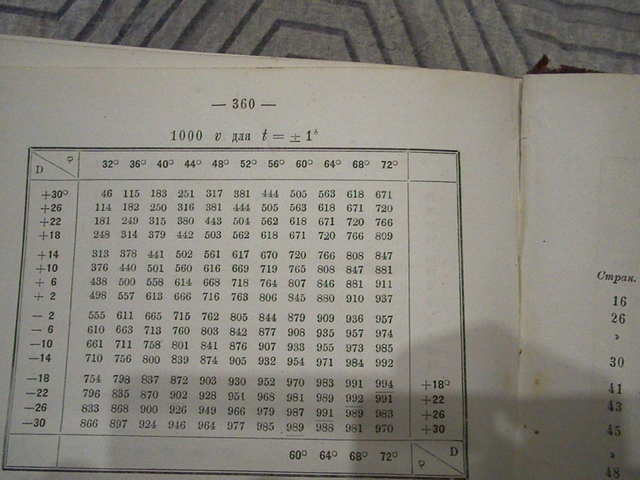 — 360 —
1000 v для t = ± 1ʰ
D φ 32° 36° 40° 44° 48° 52° 56° 60° 64° 68° 72°
+30° 46 115 183 251 317 381 444 505 563 618 671
+26 114 182 250 316 381 444 505 563 618 671 720
+22 181 249 315 380 443 504 562 618 671 720 766
+18 248 314 379 442 503 562 618 671 720 766 809
+14 313 378 441 502 561 617 670 720 766 808 847
+10 376 440 501 560 616 669 719 765 808 847 881
+ 6 438 500 558 614 668 718 764 807 846 881 911
+ 2 498 557 613 666 716 763 806 845 880 910 937
— 2 555 611 665 715 762 805 844 879 909 936 957
— 6 610 663 713 760 803 842 877 908 935 957 974
—10 661 711 758 801 841 876 907 933 955 973 985
—14 710 756 800 839 874 905 932 954 971 984 992
—18 754 798 837 872 903 930 952 970 983 991 994 +18°
—22 796 835 870 902 928 951 968 981 989 992 991 +22
—26 833 868 900 926 949 966 979 987 991 989 983 +26
—30 866 897 924 946 964 977 985 989 988 981 970 +30
60° 64° 68° 72° φ D
Стран.
16
26
»
30
41
43
45
»
48